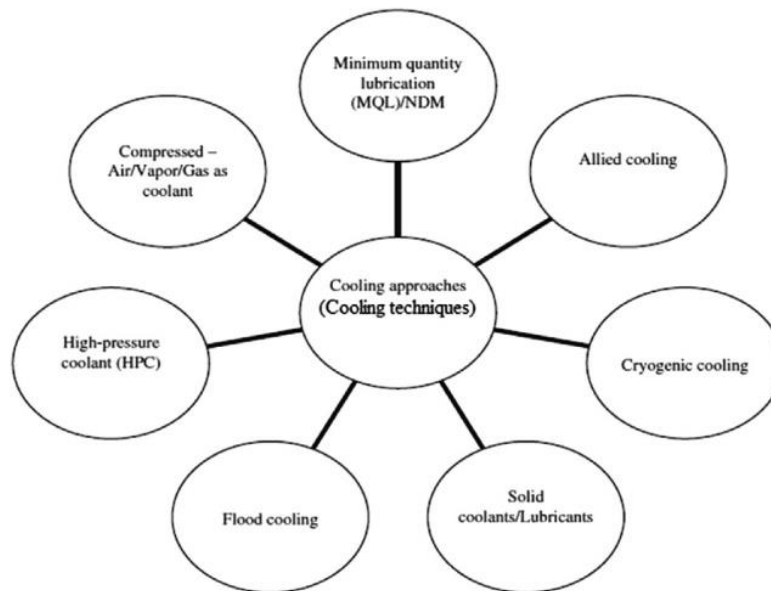 Minimum quantity
lubrication
(MQL)/NDM
Compressed –
Air/Vapor/Gas as
coolant
Allied cooling
Cooling approaches
(Cooling techniques)
High-pressure
coolant (HPC)
Cryogenic cooling
Flood cooling
Solid
coolants/Lubricants